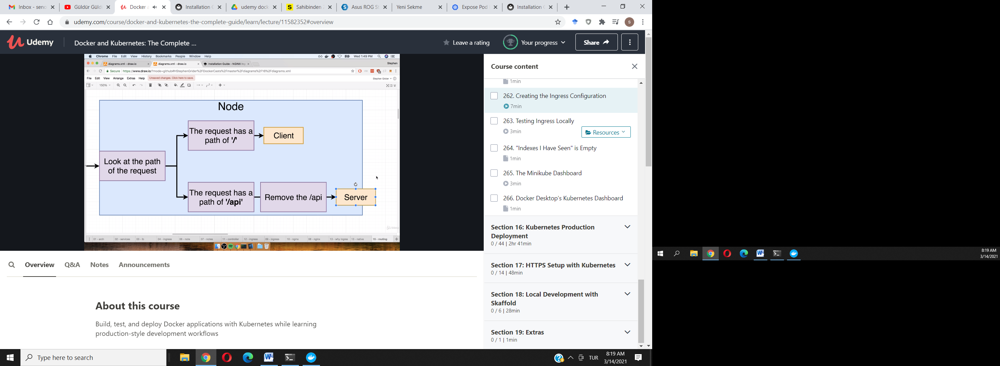 Inbox - seno
Güldür Güld
Docker a
Installation G
udemy dock
Sahibinden
Asus ROG St
Yeni Sekme
Expose Pod
Installation G
udemy.com/course/docker-and-kubernetes-the-complete-guide/learn/lecture/11582352#overview
S
Udemy
Docker and Kubernetes: The Complete ...
Leave a rating
Your progress
Share
Chrome File Edit View History Bookmarks People Window Help
Wed 1:49 PM
diagrams.xml - draw.io
diagrams.xml - draw.io
Installation Guide - NGINX Ing
Stephen
Secure
https://www.draw.io/?mode=github#HStephenGrider%2FDockerCasts%2Fmaster%2Fdiagrams%2F16%2Fdiagrams.xml
File Edit View Arrange Extras Help
Unsaved changes. Click here to save.
Stephen Grider
150%
Node
The request has a
path of '/'
Client
Look at the path
of the request
The request has a
path of '/api'
Remove the /api
Server
01 - arch
02 - services
03 - lb
04 - ingress
06 - note
07 - notes
11 - controller
12 - ingress
09 - ingress
10 - nginx
08 - nginx
13 - why ingres
13 - native
15 - routing
Course content
1min
262. Creating the Ingress Configuration
7min
263. Testing Ingress Locally
3min
Resources
264. "Indexes I Have Seen" is Empty
1min
265. The Minikube Dashboard
3min
266. Docker Desktop's Kubernetes Dashboard
1min
Section 16: Kubernetes Production
Deployment
0 / 44 | 2hr 41min
Section 17: HTTPS Setup with Kubernetes
0 / 14 | 48min
Section 18: Local Development with
Skaffold
0 / 6 | 28min
Section 19: Extras
0 / 1 | 1min
Overview
Q&A
Notes
Announcements
About this course
Build, test, and deploy Docker applications with Kubernetes while learning
production-style development workflows
Type here to search
TUR
8:19 AM
3/14/2021
8:19 AM
3/14/2021